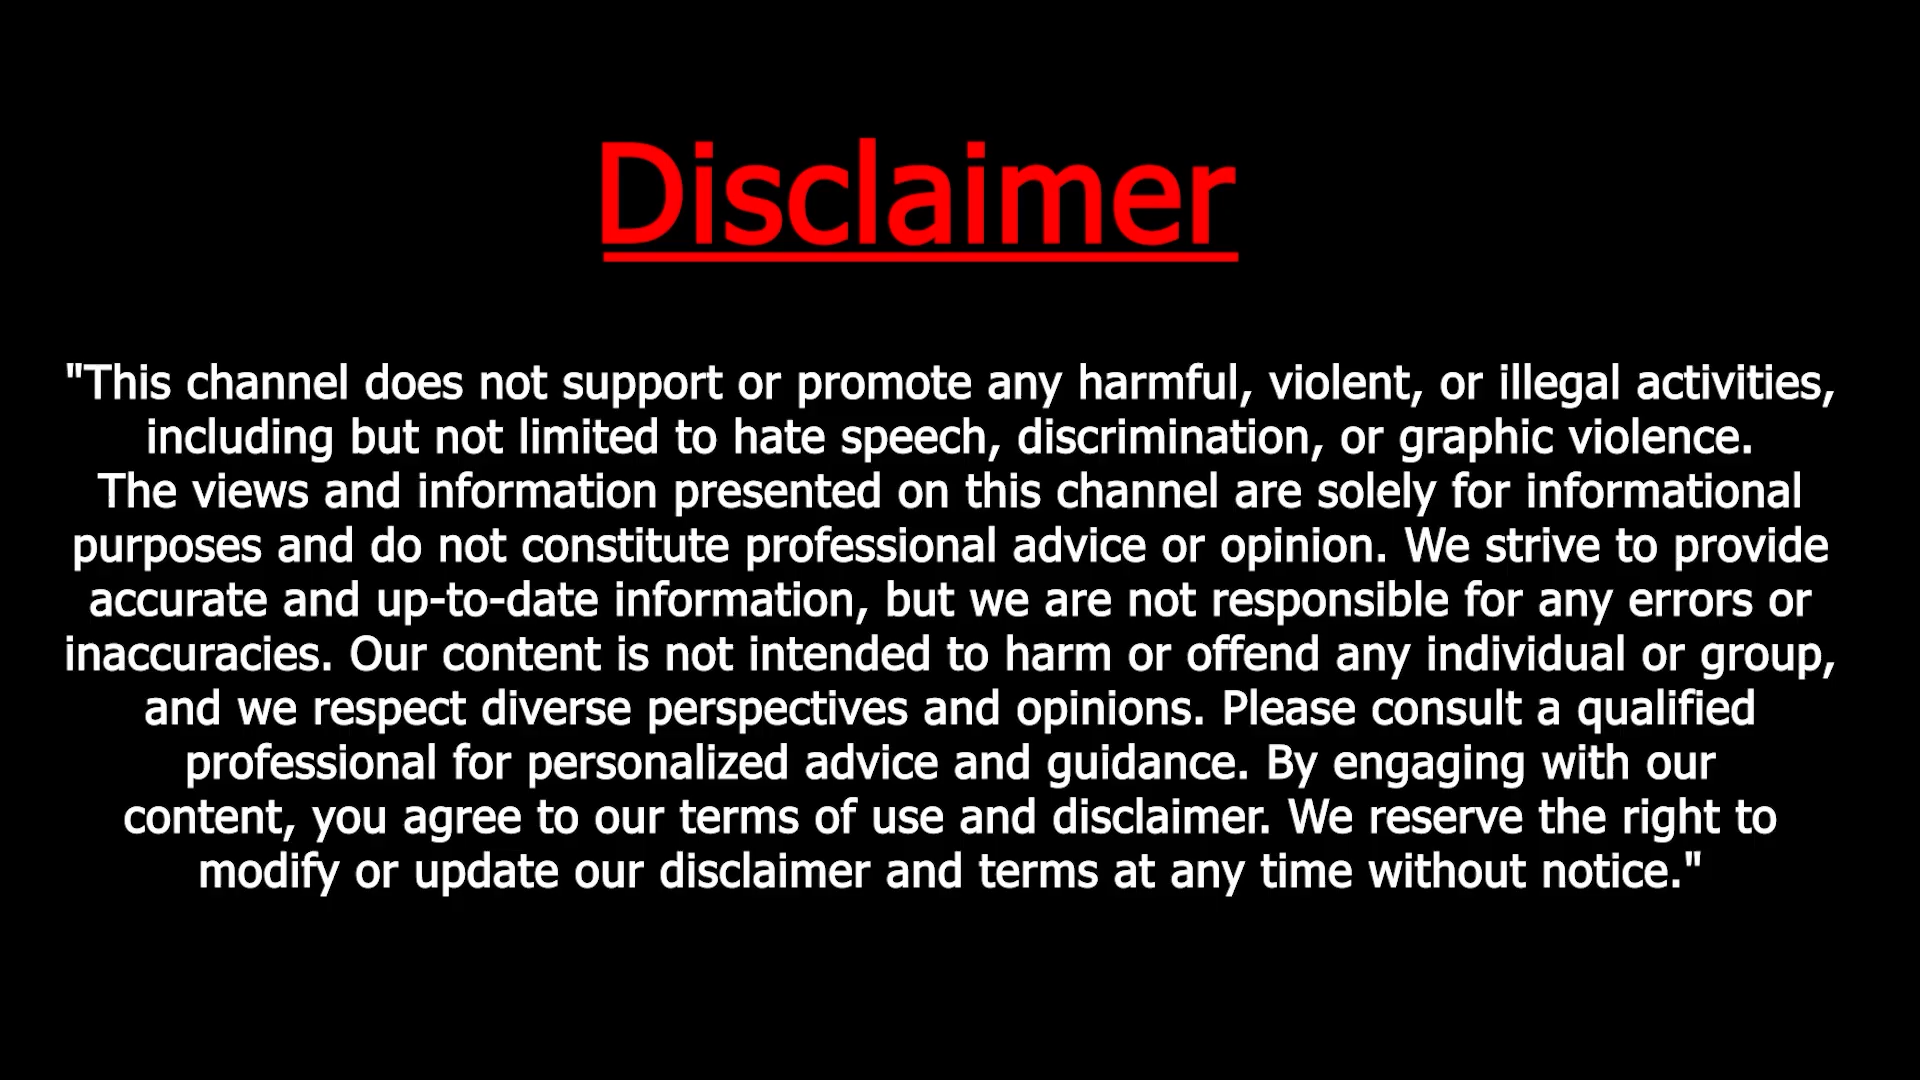 Disclaimer
"This channel does not support or promote any harmful, violent, or illegal activities,
including but not limited to hate speech, discrimination, or graphic violence.
The views and information presented on this channel are solely for informational
purposes and do not constitute professional advice or opinion. We strive to provide
accurate and up-to-date information, but we are not responsible for any errors or
inaccuracies. Our content is not intended to harm or offend any individual or group,
and we respect diverse perspectives and opinions. Please consult a qualified
professional for personalized advice and guidance. By engaging with our
content, you agree to our terms of use and disclaimer. We reserve the right to
modify or update our disclaimer and terms at any time without notice."